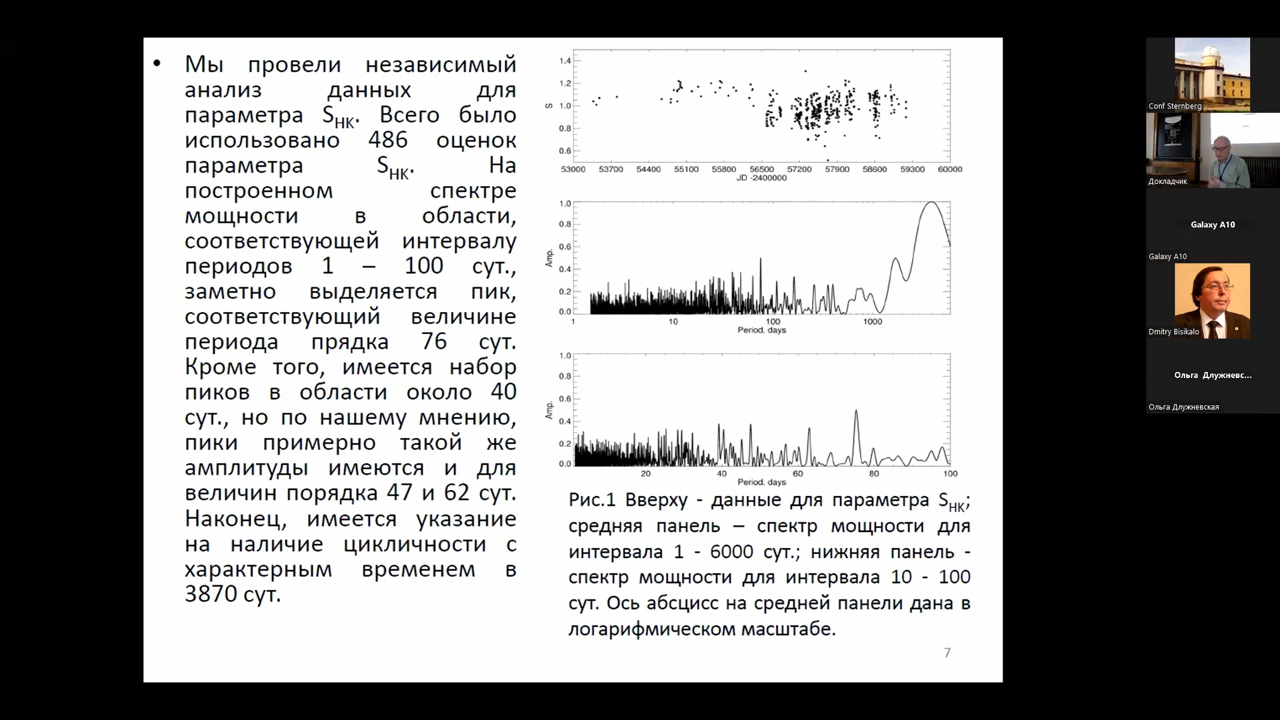 • Мы провели независимый
анализ данных для
параметра SHK. Всего было
использовано 486 оценок
параметра SHK. На
построенном спектре
мощности в области,
соответствующей интервалу
периодов 1 – 100 сут.,
заметно выделяется пик,
соответствующий величине
периода прядка 76 сут.
Кроме того, имеется набор
пиков в области около 40
сут., но по нашему мнению,
пики примерно такой же
амплитуды имеются и для
величин порядка 47 и 62 сут.
Наконец, имеется указание
на наличие цикличности с
характерным временем в
3870 сут.
1.4
1.2
1.0
0.8
0.6
S
53000 53700 54400 55100 55800 56500 57200 57900 58600 59300 60000
JD -2400000
1.0
0.8
0.6
0.4
0.2
0.0
Amp.
1 10 100 1000
Period, days
1.0
0.8
0.6
0.4
0.2
0.0
Amp.
20 40 60 80 100
Period, days
Рис.1 Вверху - данные для параметра SHK;
средняя панель – спектр мощности для
интервала 1 - 6000 сут.; нижняя панель -
спектр мощности для интервала 10 - 100
сут. Ось абсцисс на средней панели дана в
логарифмическом масштабе.
7
Conf Sternberg
Докладчик
Galaxy A10
Galaxy A10
Dmitry Bisikalo
Ольга Длужневс...
Ольга Длужневская